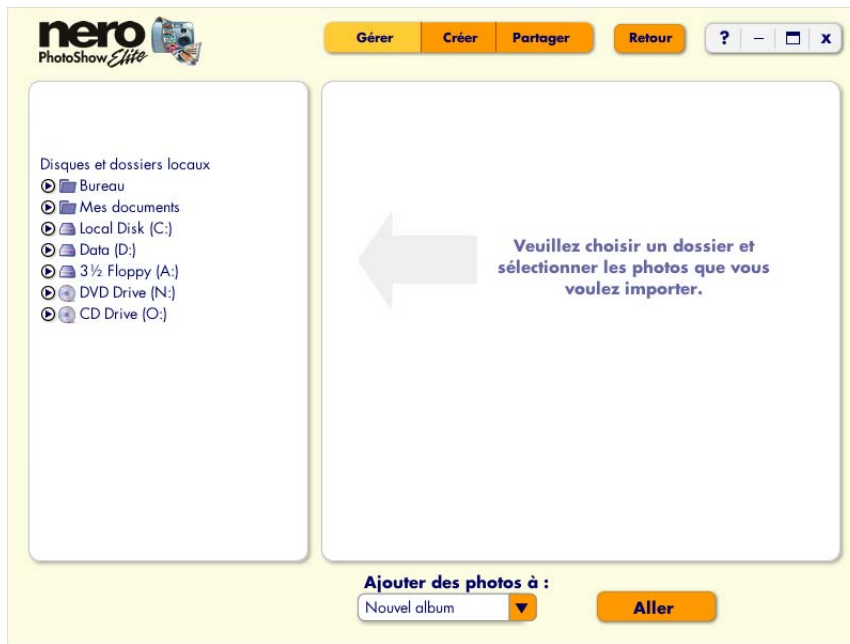 nero
PhotoShow Elite
Gérer Créer Partager Retour ? – x
Disques et dossiers locaux
Bureau
Mes documents
Local Disk (C:)
Data (D:)
3½ Floppy (A:)
DVD Drive (N:)
CD Drive (O:)
Veuillez choisir un dossier et
sélectionner les photos que vous
voulez importer.
Ajouter des photos à :
Nouvel album
Aller